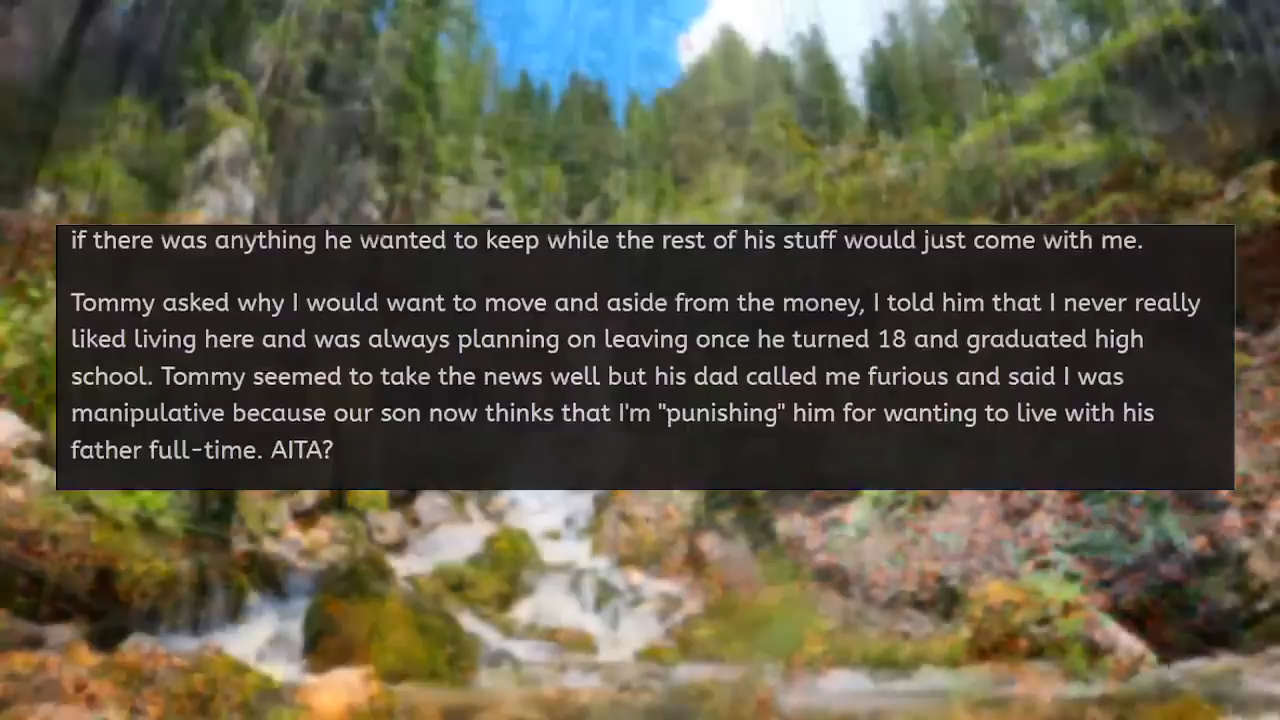 if there was anything he wanted to keep while the rest of his stuff would just come with me.
Tommy asked why I would want to move and aside from the money, I told him that I never really
liked living here and was always planning on leaving once he turned 18 and graduated high
school. Tommy seemed to take the news well but his dad called me furious and said I was
manipulative because our son now thinks that I'm "punishing" him for wanting to live with his
father full-time. AITA?